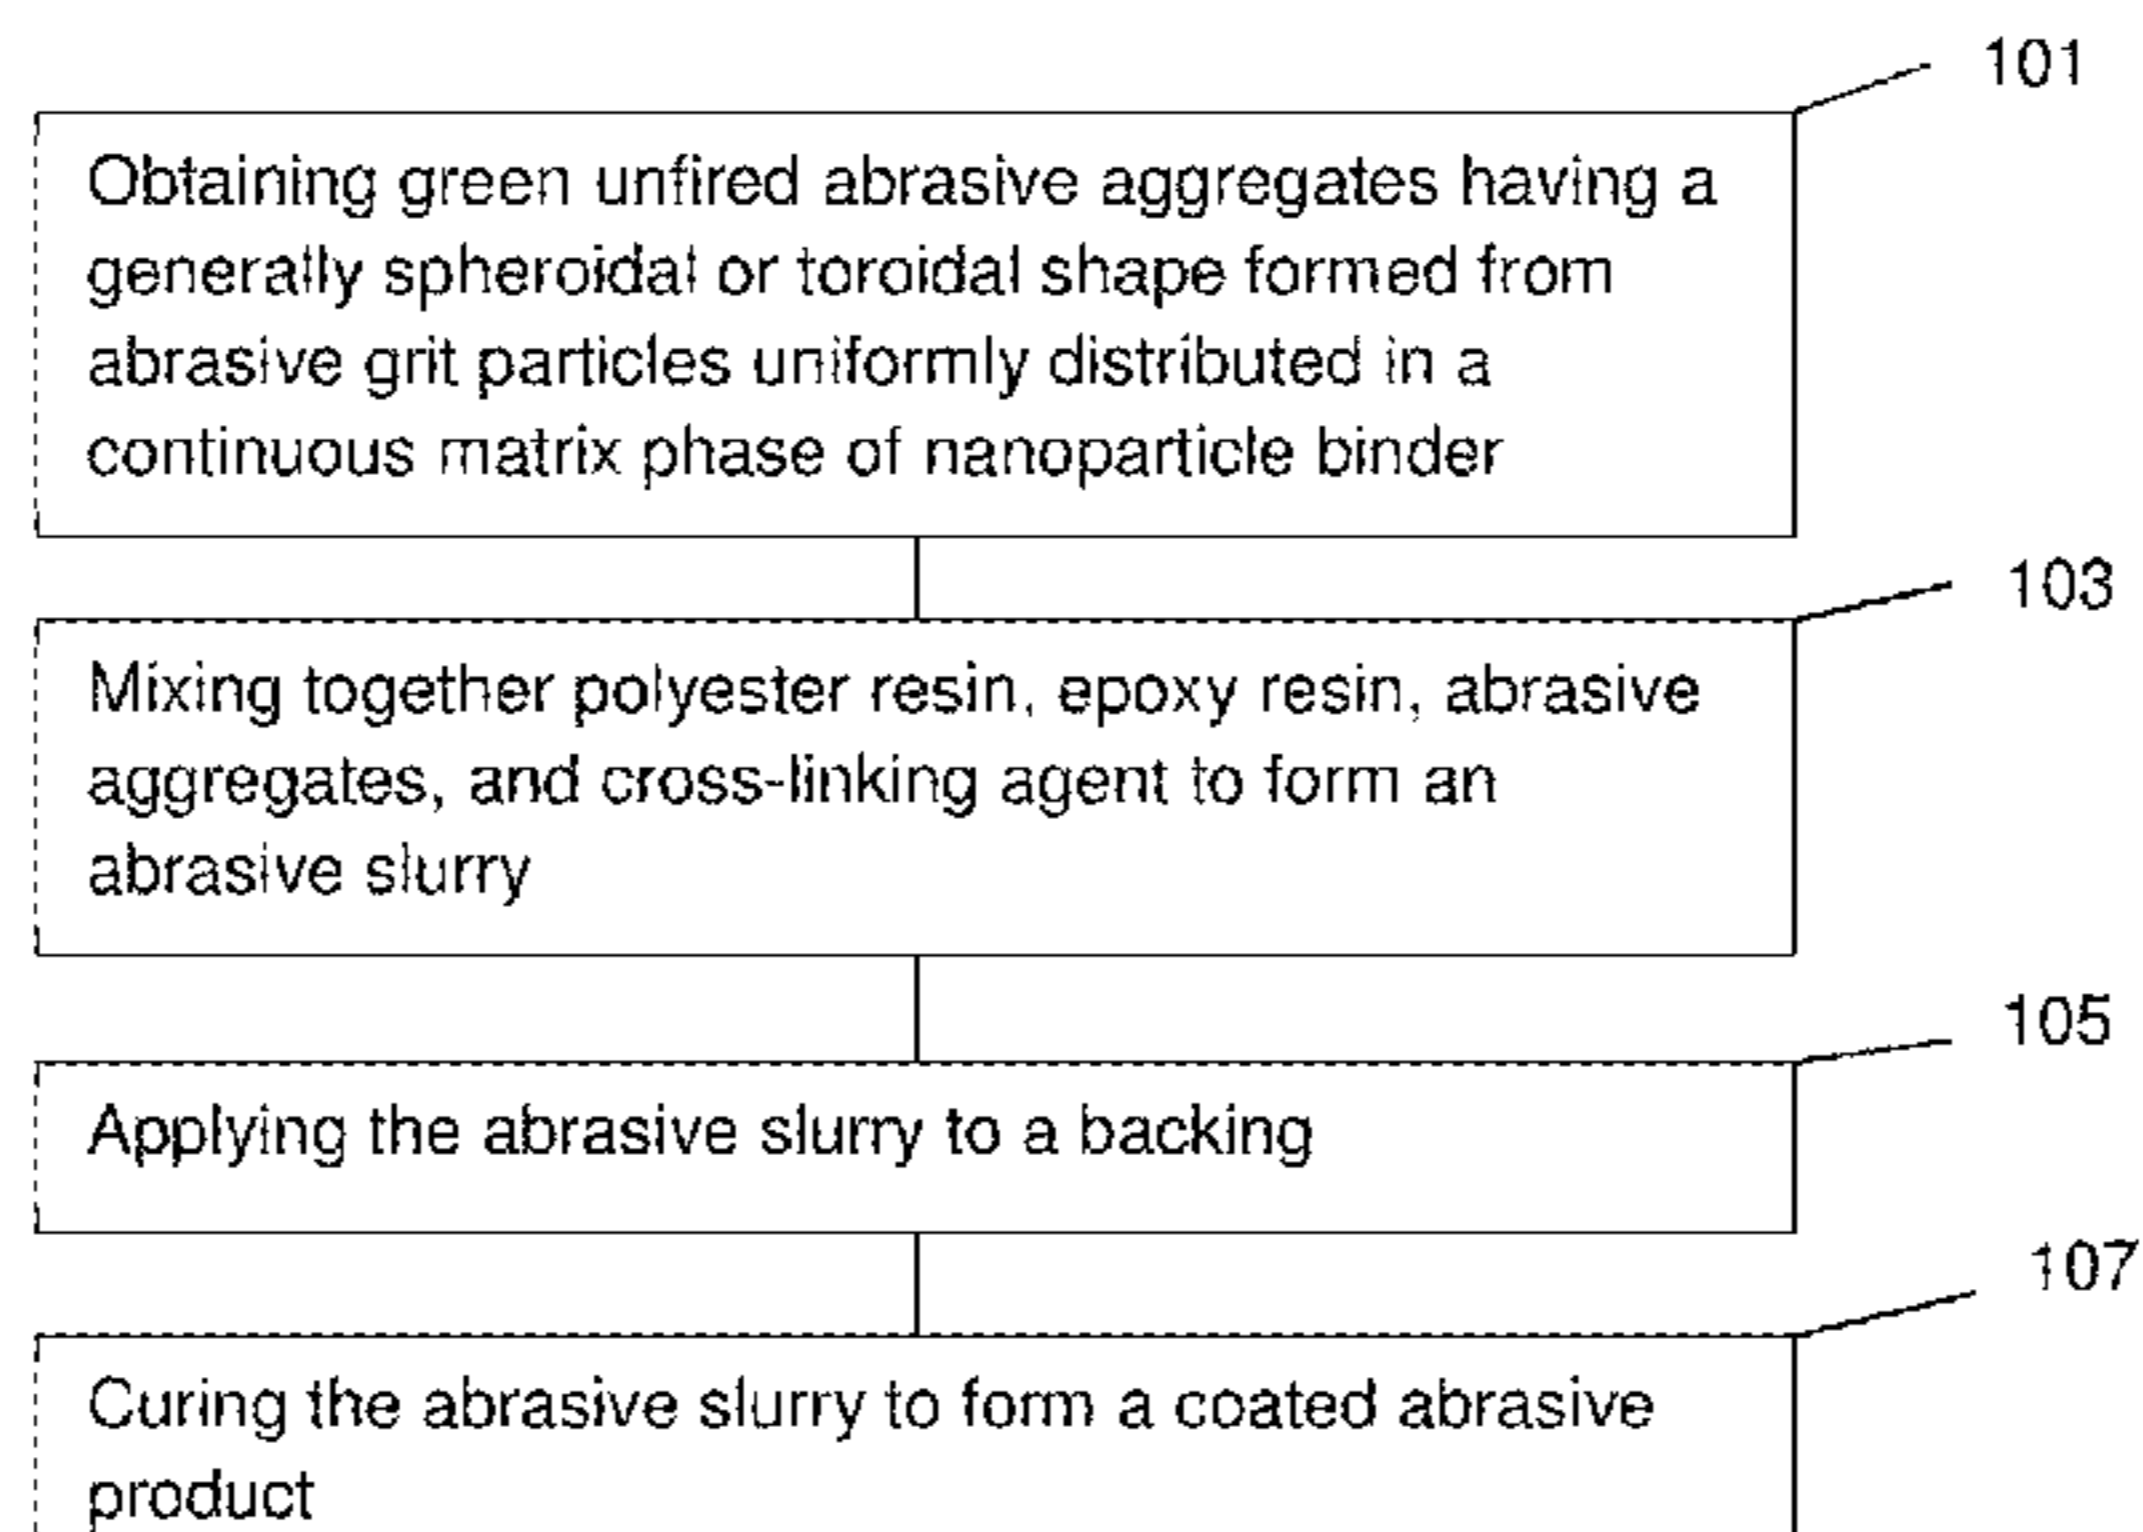 101
Obtaining green unfired abrasive aggregates having a
generally spheroidal or toroidal shape formed from
abrasive grit particles uniformly distributed in a
continuous matrix phase of nanoparticle binder
103
Mixing together polyester resin, epoxy resin, abrasive
aggregates, and cross-linking agent to form an
abrasive slurry
105
Applying the abrasive slurry to a backing
107
Curing the abrasive slurry to form a coated abrasive
product